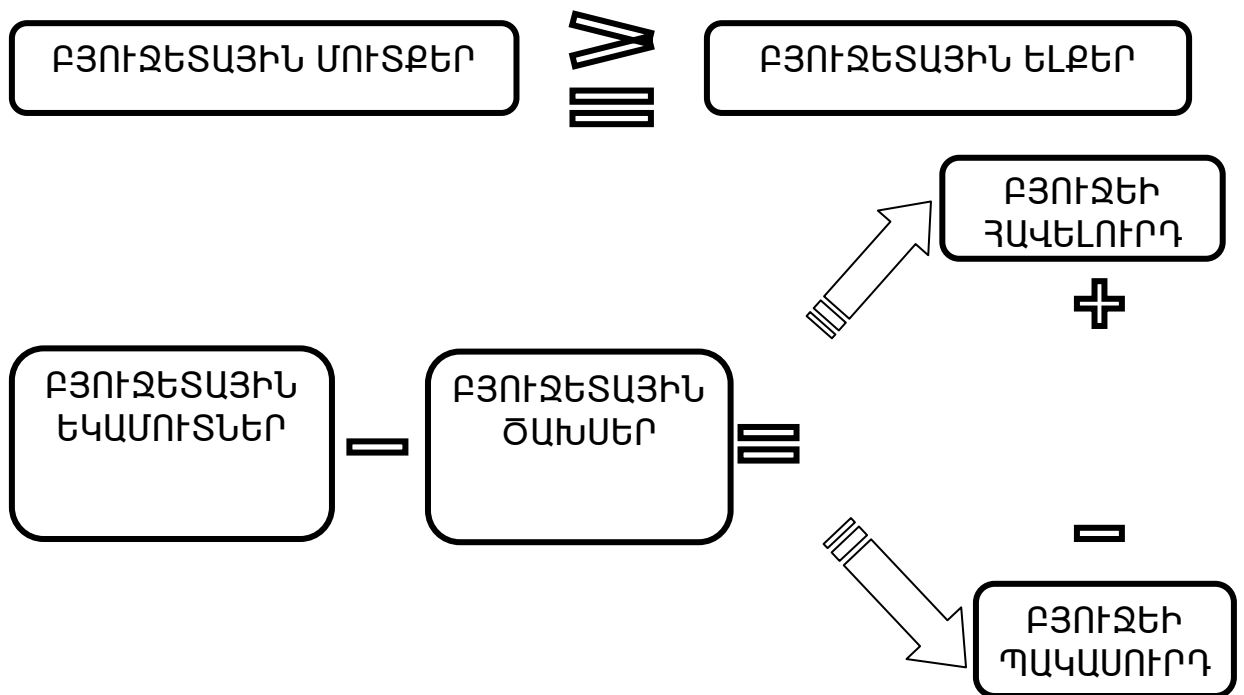 ԲՅՈՒՋԵՏԱՅԻՆ ՄՈՒՏՔԵՐ
≥
ԲՅՈՒՋԵՏԱՅԻՆ ԵԼՔԵՐ
ԲՅՈՒՋԵԻ
ՀԱՎԵԼՈՒՐԴ
+
ԲՅՈՒՋԵՏԱՅԻՆ
ԵԿԱՄՈՒՏՆԵՐ
–
ԲՅՈՒՋԵՏԱՅԻՆ
ԾԱԽՍԵՐ
=
–
ԲՅՈՒՋԵԻ
ՊԱԿԱՍՈՒՐԴ